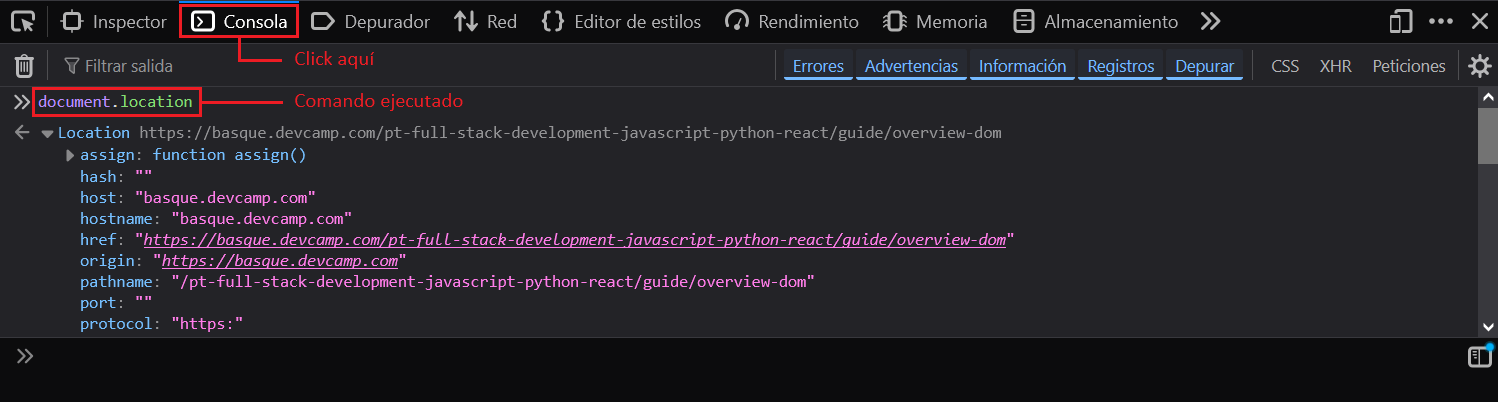 Inspector Consola Depurador Red {} Editor de estilos Rendimiento Memoria Almacenamiento
Click aquí
Filtrar salida Errores Advertencias Información Registros Depurar CSS XHR Peticiones
document.location Comando ejecutado
Location https://basque.devcamp.com/pt-full-stack-development-javascript-python-react/guide/overview-dom
assign: function assign()
hash: ""
host: "basque.devcamp.com"
hostname: "basque.devcamp.com"
href: "https://basque.devcamp.com/pt-full-stack-development-javascript-python-react/guide/overview-dom"
origin: "https://basque.devcamp.com"
pathname: "/pt-full-stack-development-javascript-python-react/guide/overview-dom"
port: ""
protocol: "https:"